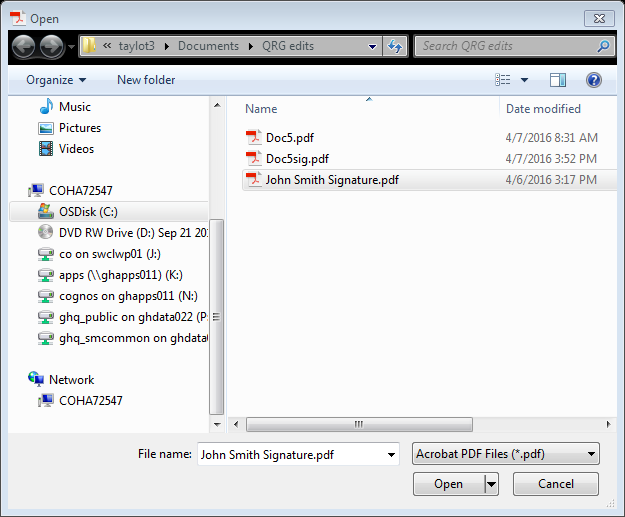 Open
« taylot3 Documents QRG edits
Search QRG edits
Organize New folder
Music
Pictures
Videos
COHA72547
OSDisk (C:)
DVD RW Drive (D:) Sep 21 20
co on swclwp01 (J:)
apps (\\ghapps011) (K:)
cognos on ghapps011 (N:)
ghq_public on ghdata022 (P:
ghq_smcommon on ghdata0
Network
COHA72547
Name Date modified
Doc5.pdf 4/7/2016 8:31 AM
Doc5sig.pdf 4/7/2016 3:52 PM
John Smith Signature.pdf 4/6/2016 3:17 PM
File name: John Smith Signature.pdf Acrobat PDF Files (*.pdf)
Open Cancel